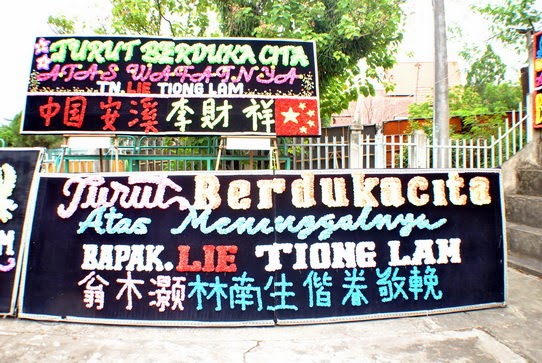 TURUT BERDUKA CITA
ATAS WAFATNYA
TN. LIE TIONG LAM
中国安溪李財祥
Turut Berdukacita
Atas Meninggalnya
BAPAK. LIE TIONG LAM
翁木灏林南生偕眷敬輓